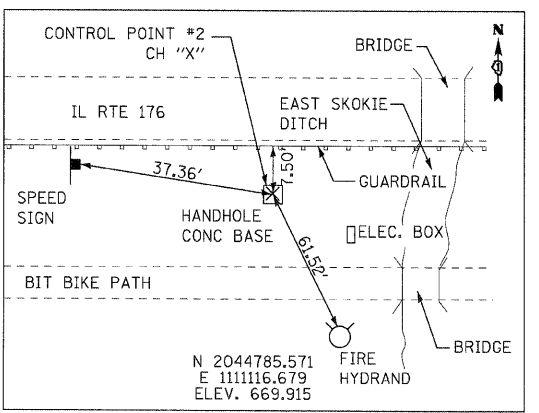 CONTROL POINT #2
CH "X"
BRIDGE
N
IL RTE 176
EAST SKOKIE
DITCH
37.36'
7.50'
GUARDRAIL
SPEED
SIGN
HANDHOLE
CONC BASE
ELEC. BOX
61.52'
BIT BIKE PATH
BRIDGE
FIRE
HYDRAND
N 2044785.571
E 1111116.679
ELEV. 669.915